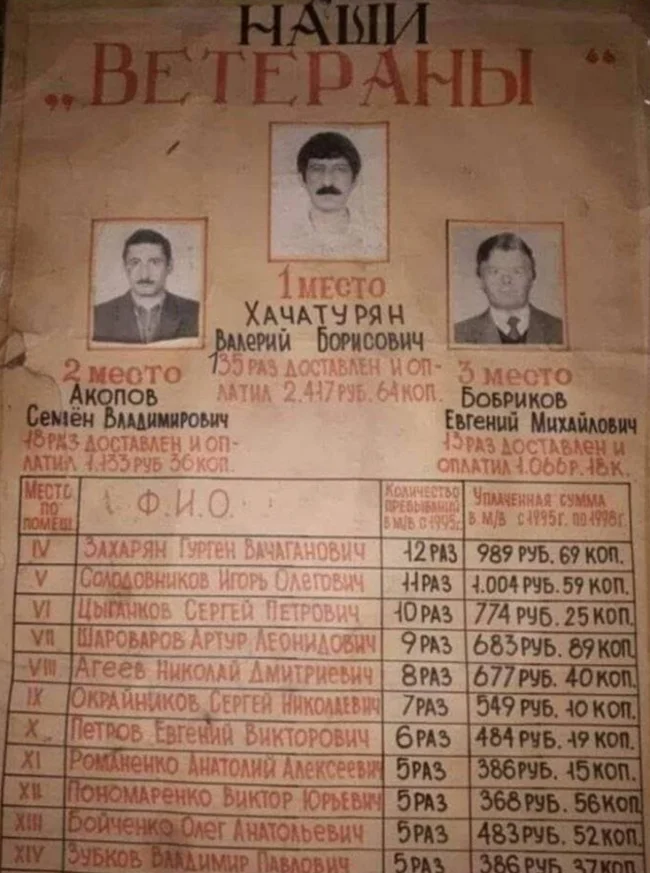 НАШИ
„ВЕТЕРАНЫ“
1 МЕСТО
ХАЧАТУРЯН
ВАЛЕРИЙ БОРИСОВИЧ
135 РАЗ ДОСТАВЛЕН И ОП-
ЛАТИЛ 2.417 РУБ. 64 КОП.
2 МЕСТО
АКОПОВ
СЕМЁН ВЛАДИМИРОВИЧ
18 РАЗ ДОСТАВЛЕН И ОП-
ЛАТИЛ 1.133 РУБ 36 КОП.
3 МЕСТО
БОБРИКОВ
ЕВГЕНИЙ МИХАЙЛОВИЧ
13 РАЗ ДОСТАВЛЕН И
ОПЛАТИЛ 1.066 Р. 18 К.
МЕСТО ПО ПОМЕЩ. Ф.И.О. КОЛИЧЕСТВО ПРЕБЫВАНИЙ В М/В С 1995г. УПЛАЧЕННАЯ СУММА В М/В С 1995Г. ПО 1998Г.
IV ЗАХАРЯН ГУРГЕН ВАЧАГАНОВИЧ 12 РАЗ 989 РУБ. 69 КОП.
V СОЛОДОВНИКОВ ИГОРЬ ОЛЕГОВИЧ 11 РАЗ 1.004 РУБ. 59 КОП.
VI ЦЫГАНКОВ СЕРГЕЙ ПЕТРОВИЧ 10 РАЗ 774 РУБ. 25 КОП.
VII ШАРОВАРОВ АРТУР ЛЕОНИДОВИЧ 9 РАЗ 683 РУБ. 89 КОП.
VIII АГЕЕВ НИКОЛАЙ ДМИТРИЕВИЧ 8 РАЗ 677 РУБ. 40 КОП.
IX ОКРАЙНИКОВ СЕРГЕЙ НИКОЛАЕВИЧ 7 РАЗ 549 РУБ. 10 КОП.
X ПЕТРОВ ЕВГЕНИЙ ВИКТОРОВИЧ 6 РАЗ 484 РУБ. 19 КОП.
XI РОМАНЕНКО АНАТОЛИЙ АЛЕКСЕЕВИЧ 5 РАЗ 386 РУБ. 15 КОП.
XII ПОНОМАРЕНКО ВИКТОР ЮРЬЕВИЧ 5 РАЗ 368 РУБ. 56 КОП
XIII БОЙЧЕНКО ОЛЕГ АНАТОЛЬЕВИЧ 5 РАЗ 483 РУБ. 52 КОП.
XIV ЗУБКОВ ВЛАДИМИР ПАВЛОВИЧ 5 РАЗ 386 РУБ 37 КОП